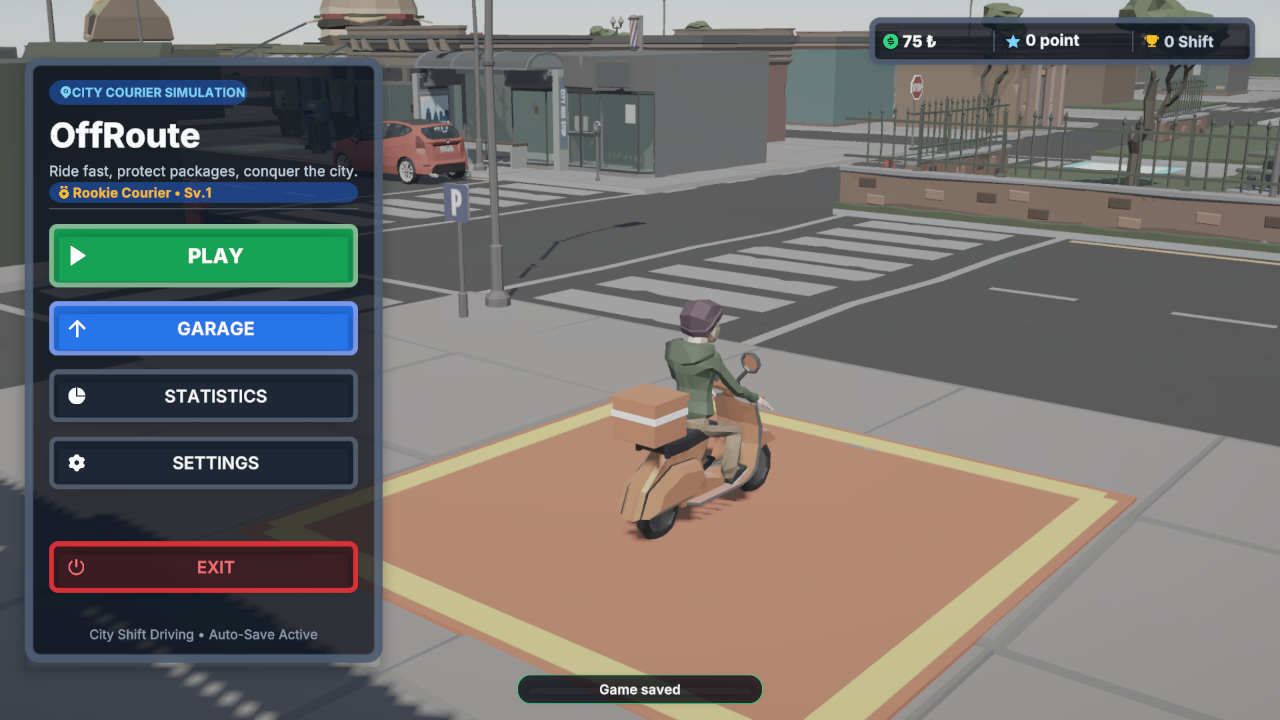 CITY COURIER SIMULATION
OffRoute
Ride fast, protect packages, conquer the city.
Rookie Courier • Sv.1
PLAY
GARAGE
STATISTICS
SETTINGS
EXIT
City Shift Driving • Auto-Save Active
75 ₺
0 point
0 Shift
STOP
P
Game saved